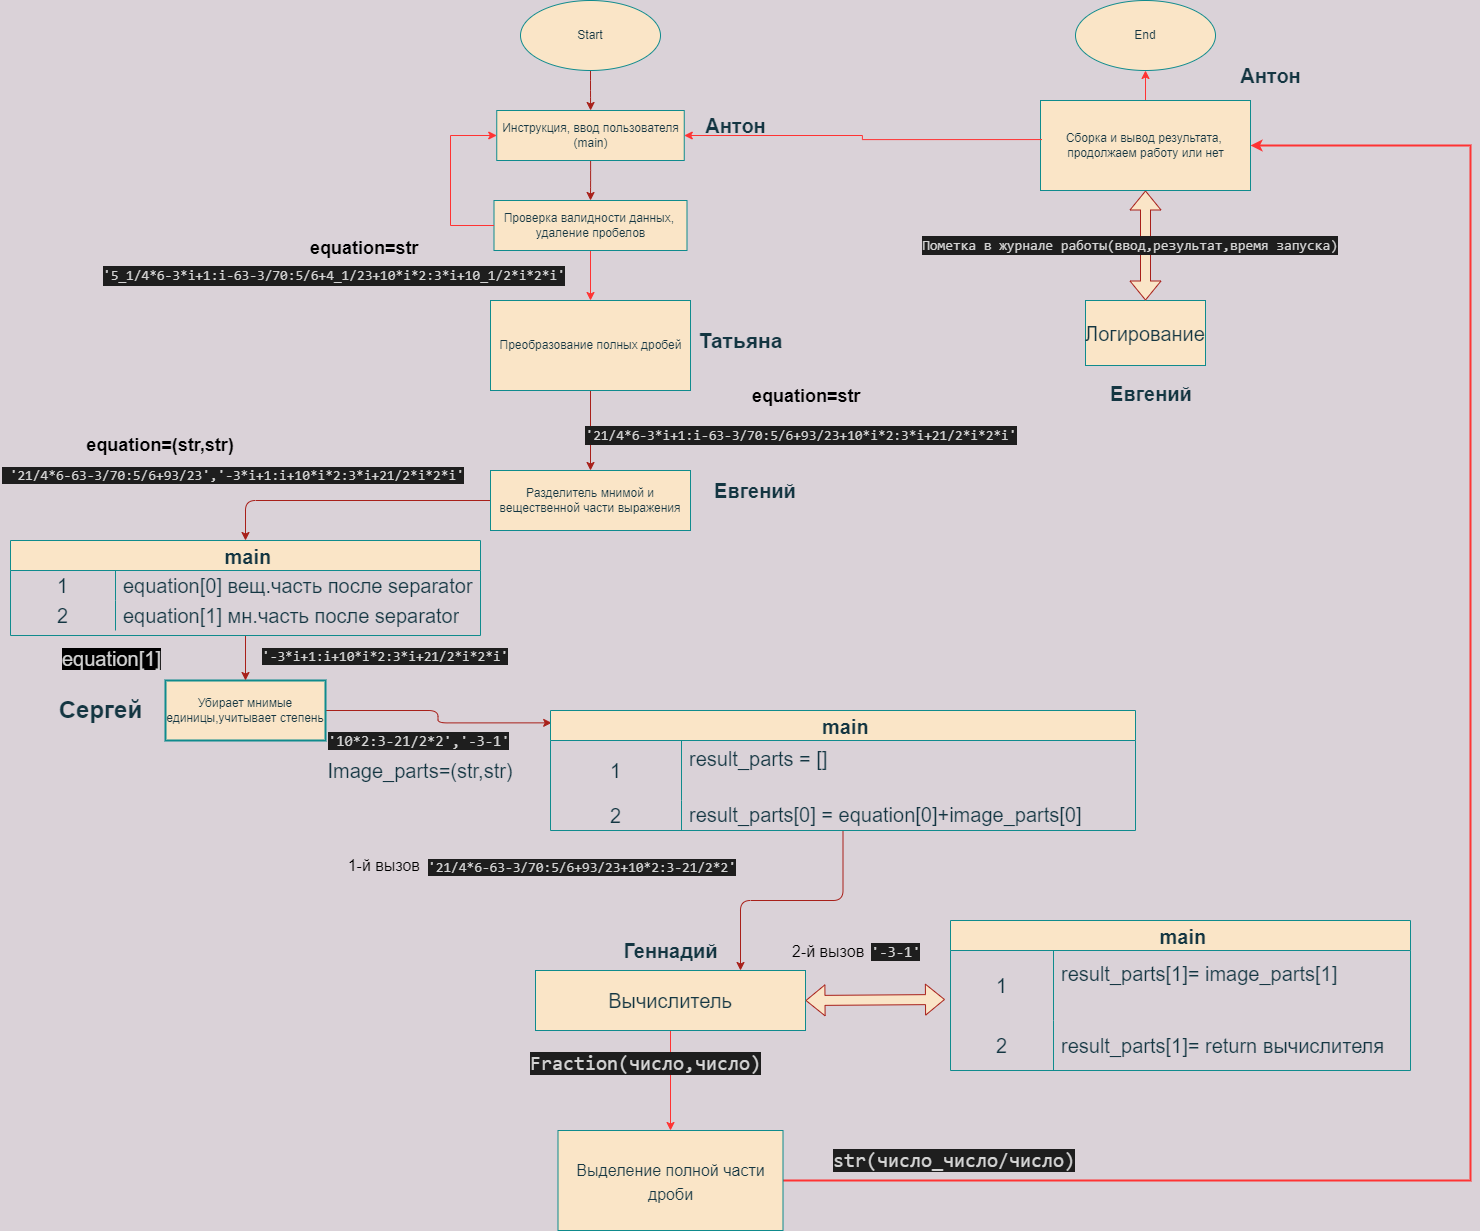 Start
End
Антон
Инструкция, ввод пользователя
(main)
Антон
Сборка и вывод результата,
продолжаем работу или нет
Проверка валидности данных,
удаление пробелов
equation=str
'5_1/4*6-3*i+1:i-63-3/70:5/6+4_1/23+10*i*2:3*i+10_1/2*i*2*i'
Пометка в журнале работы(ввод,результат,время запуска)
Преобразование полных дробей
Татьяна
Логирование
Евгений
equation=str
'21/4*6-3*i+1:i-63-3/70:5/6+93/23+10*i*2:3*i+21/2*i*2*i'
equation=(str,str)
'21/4*6-63-3/70:5/6+93/23','-3*i+1:i+10*i*2:3*i+21/2*i*2*i'
Разделитель мнимой и
вещественной части выражения
Евгений
main
1 equation[0] вещ.часть после separator
2 equation[1] мн.часть после separator
equation[1]
'-3*i+1:i+10*i*2:3*i+21/2*i*2*i'
Сергей
Убирает мнимые
единицы,учитывает степень
'10*2:3-21/2*2','-3-1'
Image_parts=(str,str)
main
1 result_parts = []
2 result_parts[0] = equation[0]+image_parts[0]
1-й вызов '21/4*6-63-3/70:5/6+93/23+10*2:3-21/2*2'
Геннадий
2-й вызов '-3-1'
Вычислитель
main
1 result_parts[1]= image_parts[1]
2 result_parts[1]= return вычислителя
Fraction(число,число)
Выделение полной части
дроби
str(число_число/число)